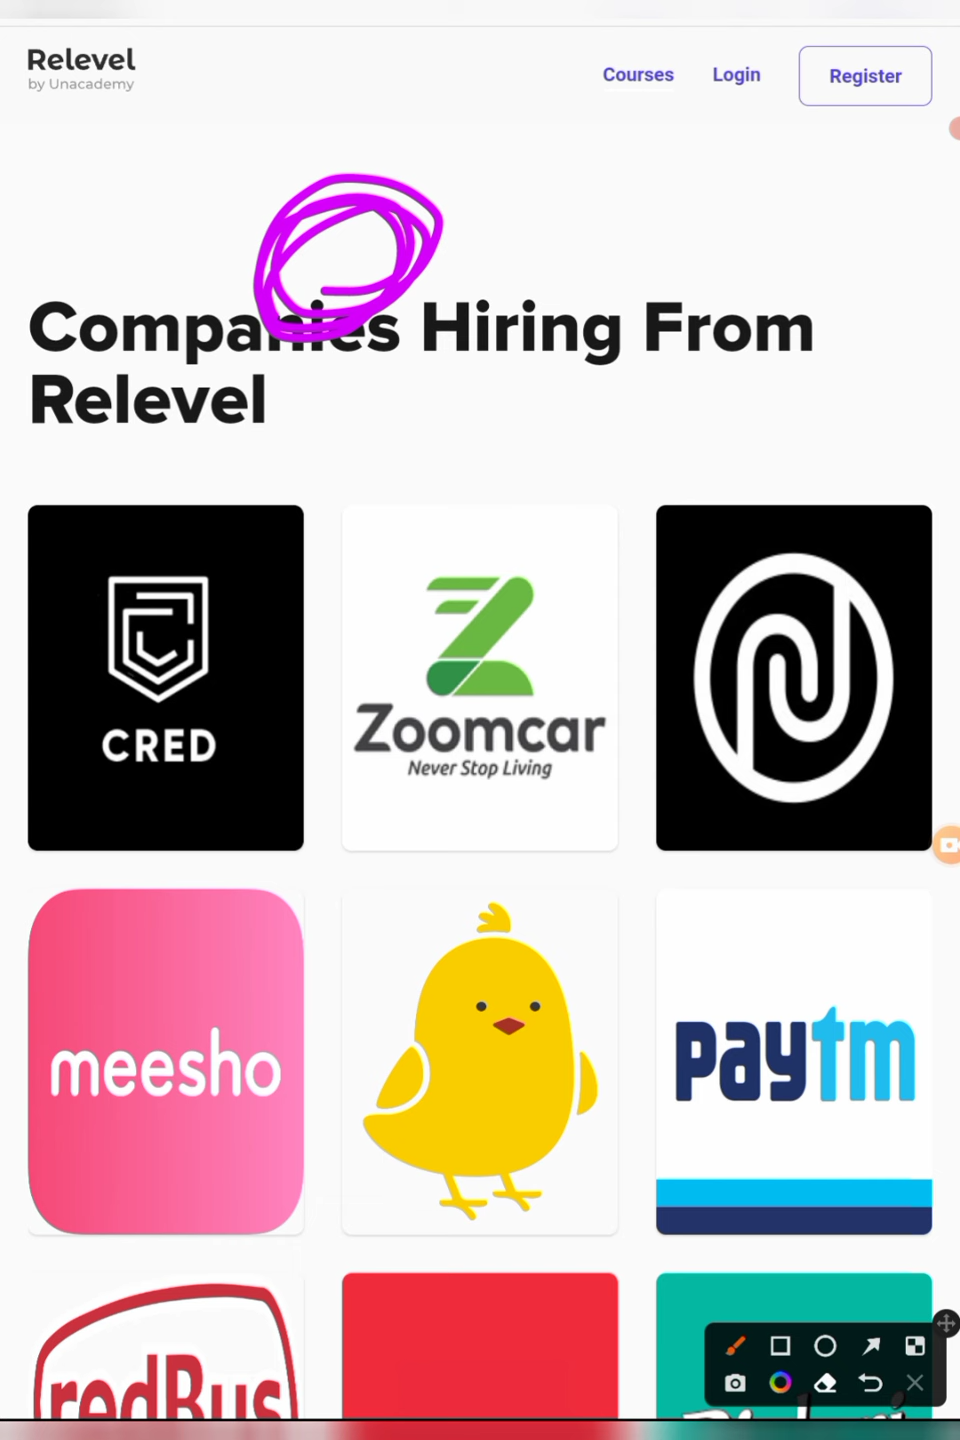 Relevel
by Unacademy
Courses
Login
Register
Companies Hiring From
Relevel
CRED
Zoomcar
Never Stop Living
meesho
paytm
redBus